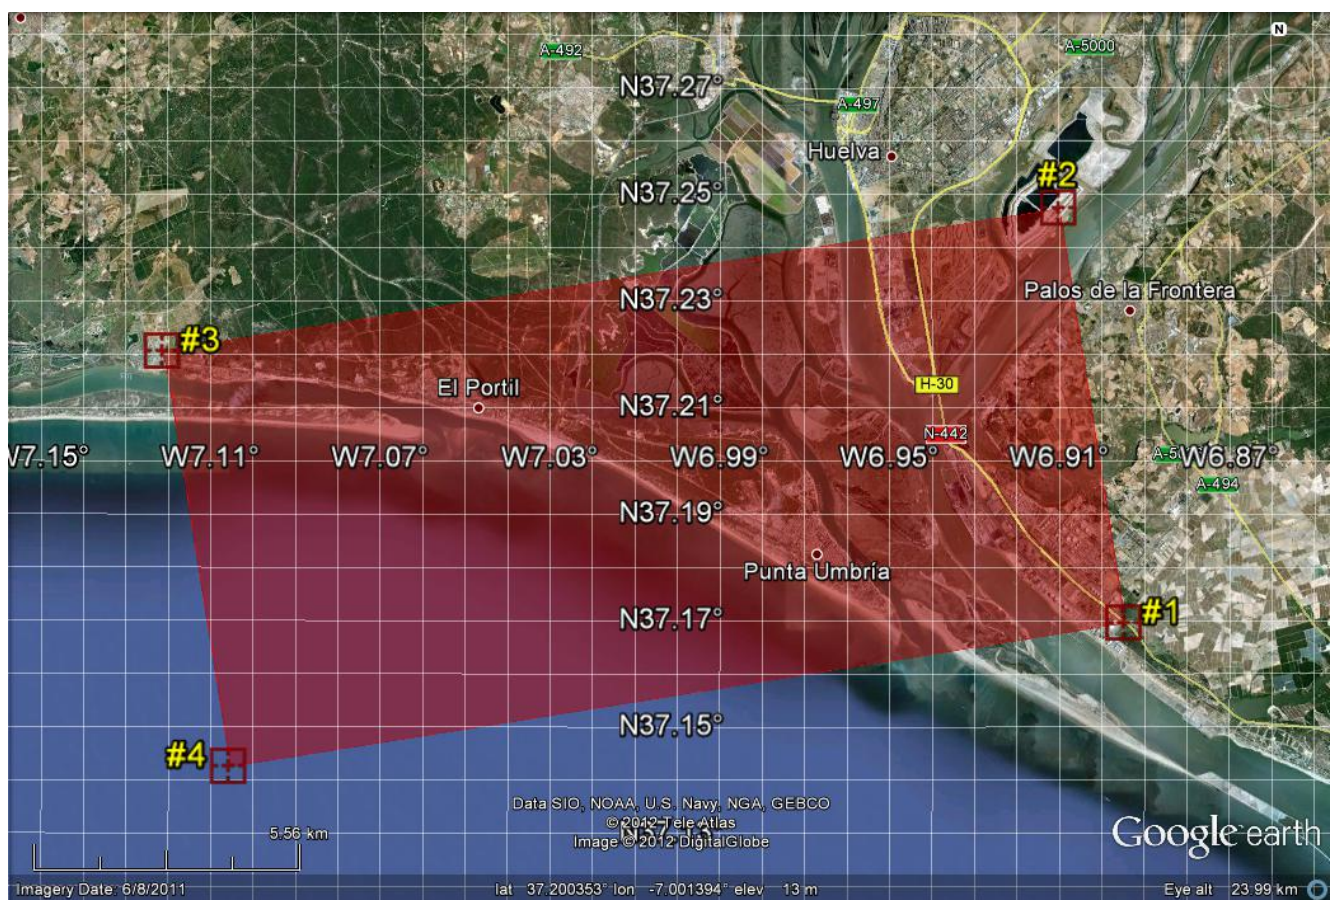 N
A-492
A-5000
N37.27°
A-497
Huelva
#2
N37.25°
Palos de la Frontera
N37.23°
#3
El Portil
H-30
N37.21°
N-442
W7.15° W7.11° W7.07° W7.03° W6.99° W6.95° W6.91° W6.87°
A-494
N37.19°
Punta Umbría
#1
N37.17°
N37.15°
#4
Data SIO, NOAA, U.S. Navy, NGA, GEBCO
© 2012 Tele Atlas
N37.13°
Image © 2012 DigitalGlobe
5.56 km
Google earth
Imagery Date: 6/8/2011 lat 37.200353° lon -7.001394° elev 13 m Eye alt 23.99 km